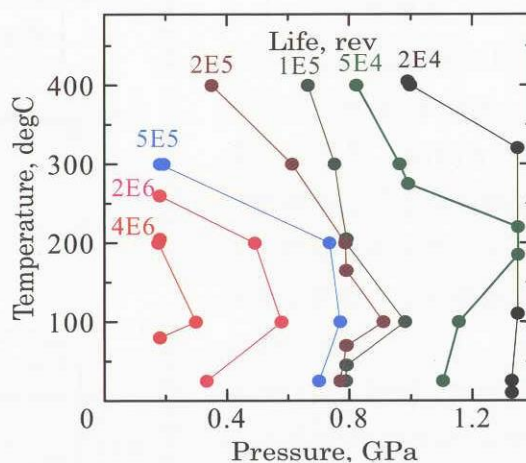 Life, rev
2E5
1E5
5E4
2E4
400
5E5
300
2E6
4E6
200
100
0
0.4
0.8
1.2
Temperature, degC
Pressure, GPa